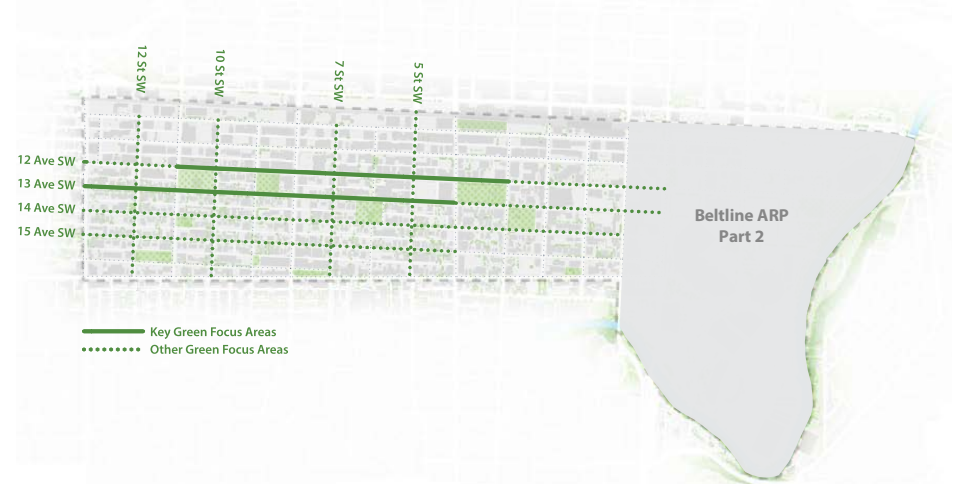 12 St SW
10 St SW
7 St SW
5 St SW
12 Ave SW
13 Ave SW
14 Ave SW
15 Ave SW
Beltline ARP
Part 2
Key Green Focus Areas
Other Green Focus Areas